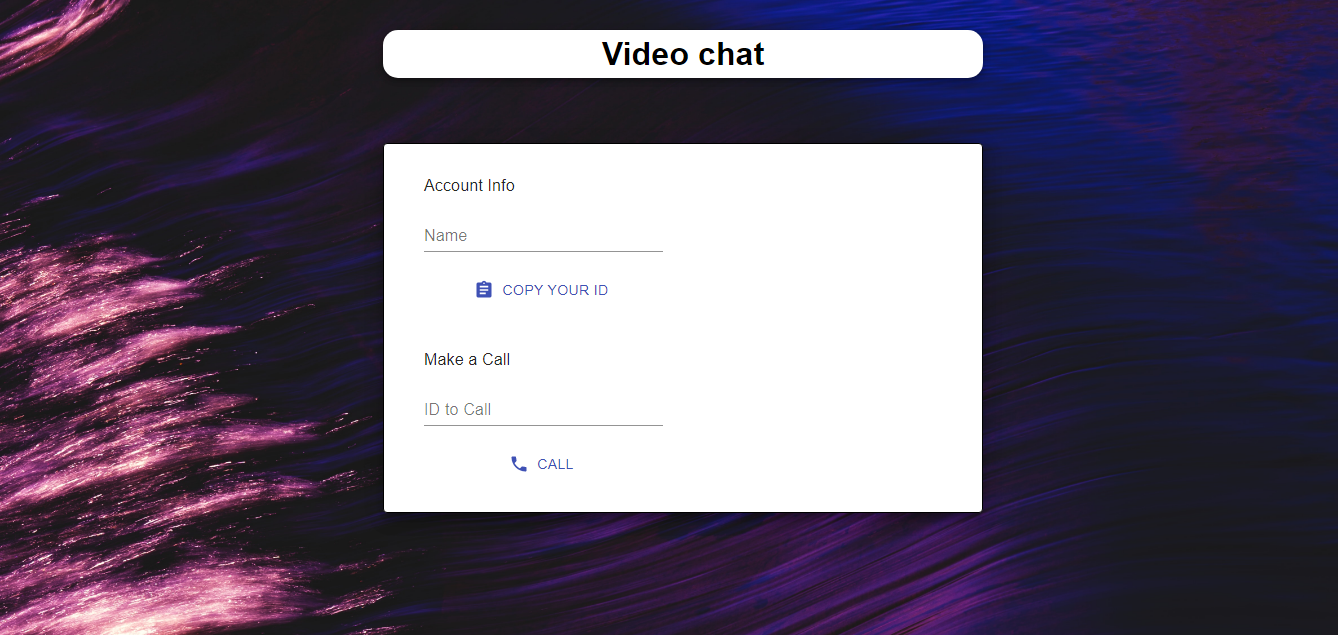 Video chat
Account Info
Name
COPY YOUR ID
Make a Call
ID to Call
CALL